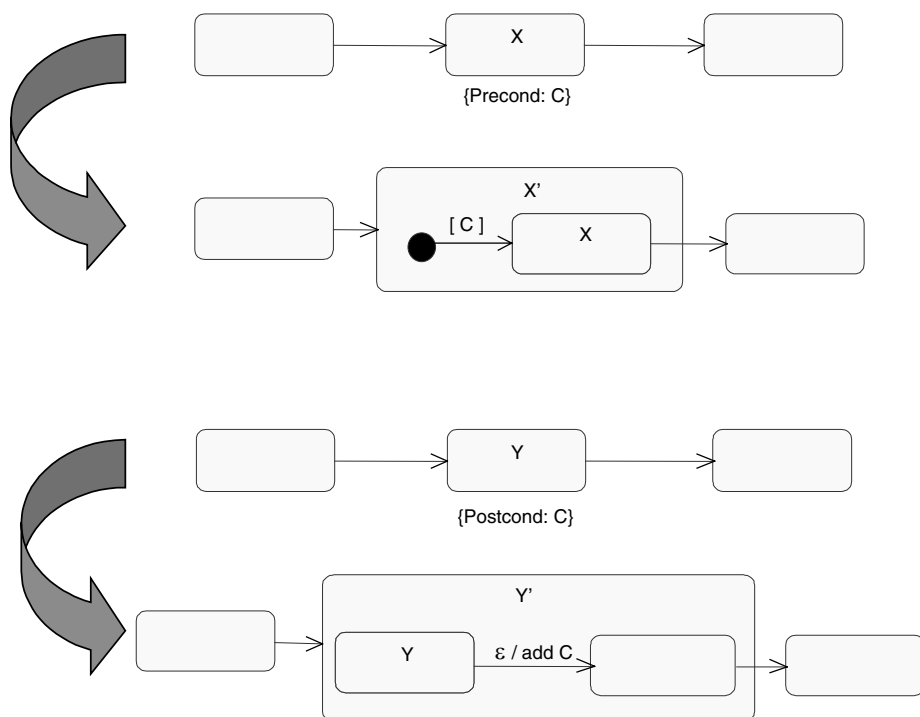 X
{Precond: C}
X'
[ C ]
X
Y
{Postcond: C}
Y'
Y
ε / add C